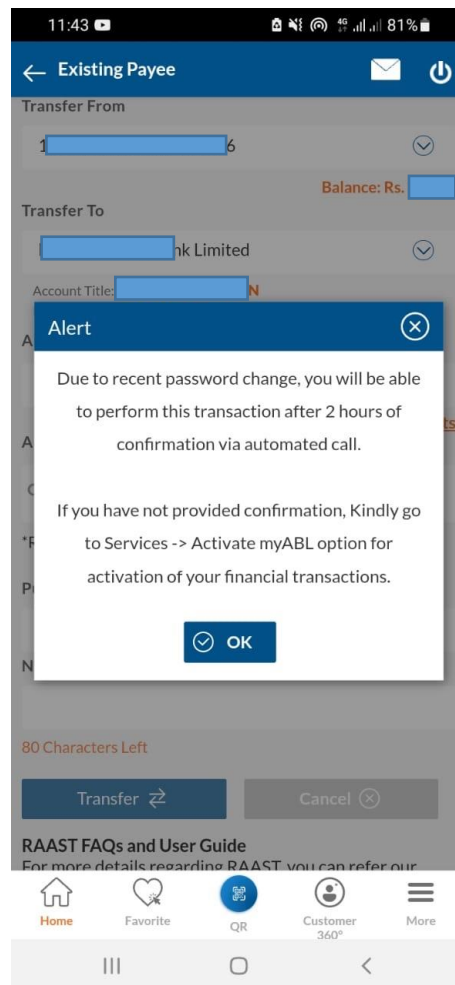 11:43
4G
81%
Existing Payee
Transfer From
1 6
Balance: Rs.
Transfer To
nk Limited
Account Title: N
A
Alert
Due to recent password change, you will be able
to perform this transaction after 2 hours of
confirmation via automated call.
ts
A
If you have not provided confirmation, Kindly go
to Services -> Activate myABL option for
activation of your financial transactions.
OK
N
80 Characters Left
Transfer
Cancel
RAAST FAQs and User Guide
For more details regarding RAAST, you can refer our
Home
Favorite
QR
Customer
360°
More